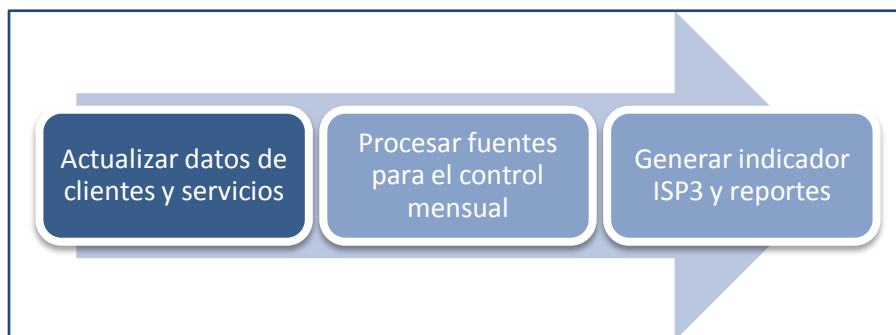 Actualizar datos de
clientes y servicios
Procesar fuentes
para el control
mensual
Generar indicador
ISP3 y reportes